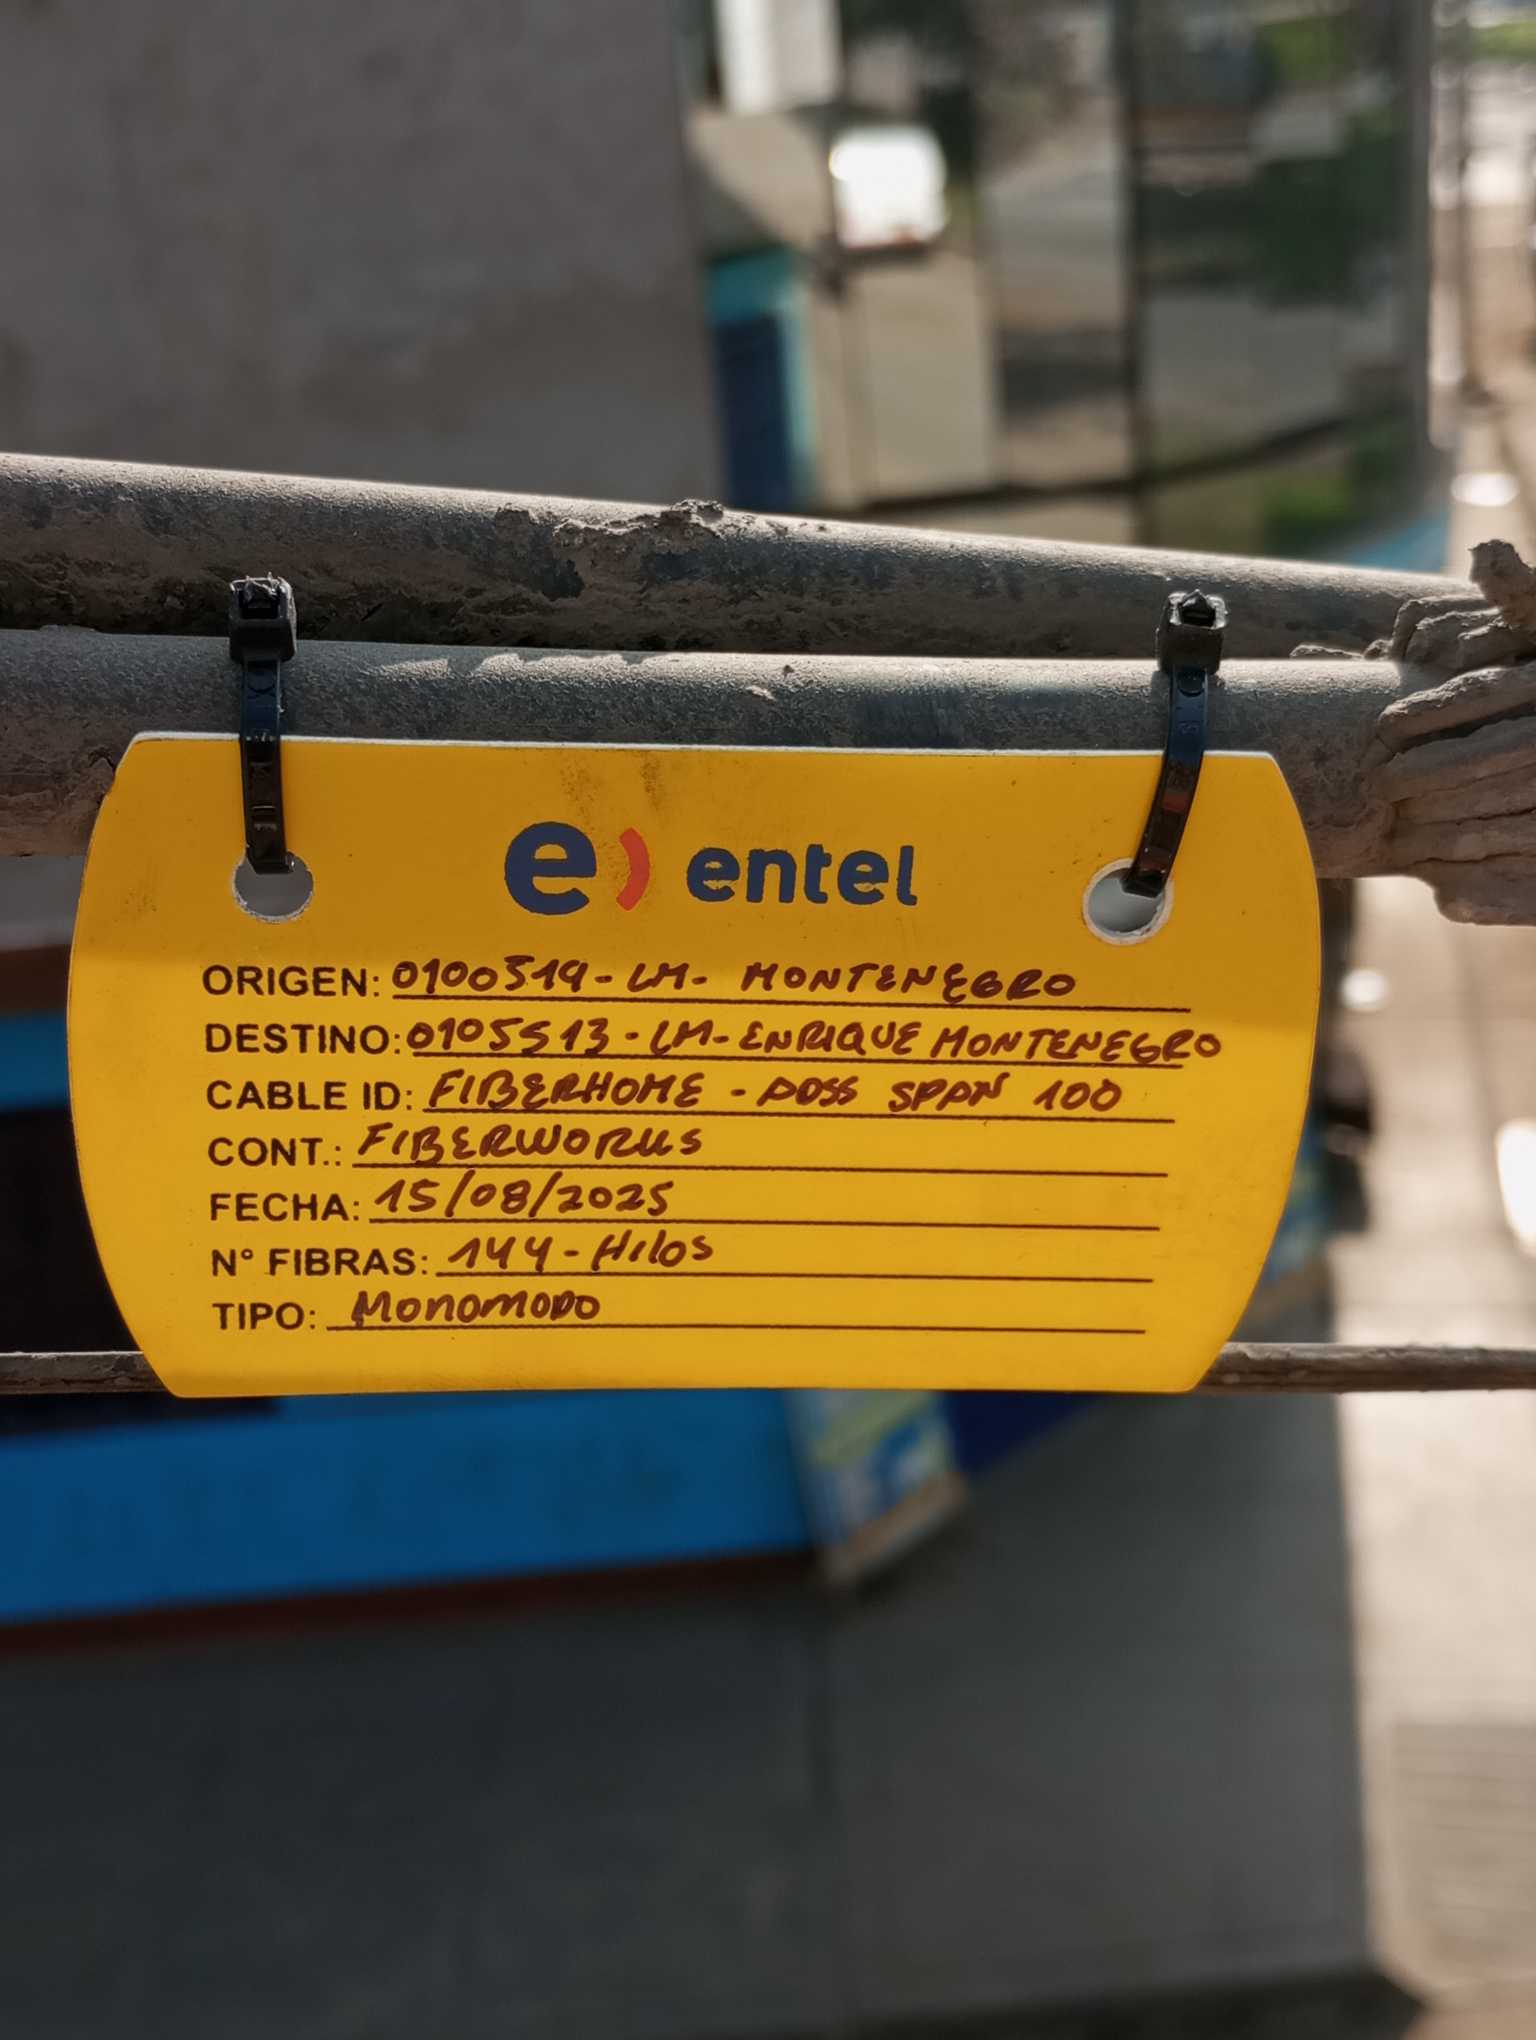 e) entel
ORIGEN: 0100519-LM- MONTENEGRO
DESTINO: 0105513-LM-ENRIQUE MONTENEGRO
CABLE ID: FIBERHOME - ADSS SPAN 100
CONT.: FIBERWORKS
FECHA: 15/08/2025
N° FIBRAS: 144-Hilos
TIPO: MONOMODO